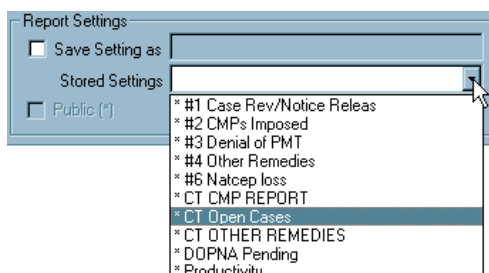 Report Settings
Save Setting as
Stored Settings
Public (*)
* #1 Case Rev/Notice Releas
* #2 CMPs Imposed
* #3 Denial of PMT
* #4 Other Remedies
* #6 Natcep loss
* CT CMP REPORT
* CT Open Cases
* CT OTHER REMEDIES
* DOPNA Pending
* Productivity